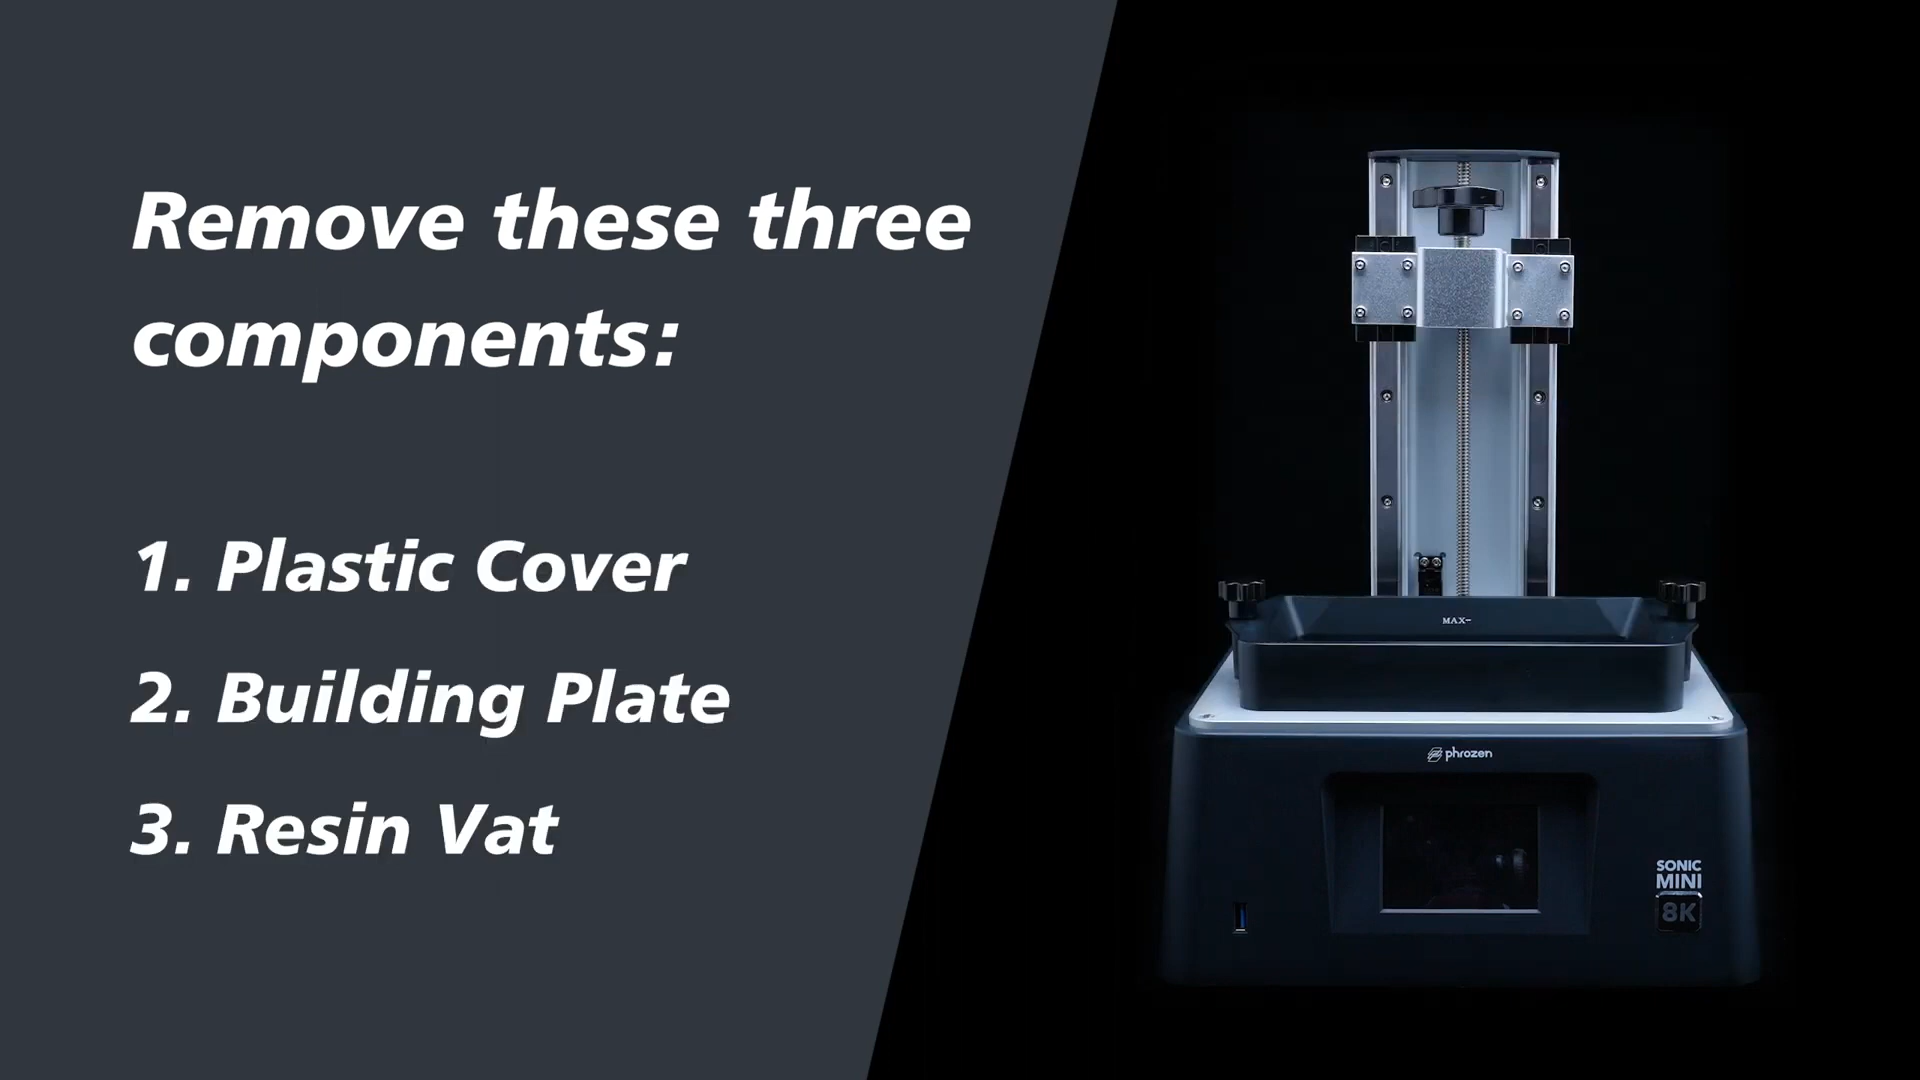 Remove these three
components:
1. Plastic Cover
2. Building Plate
3. Resin Vat
MAX-
phrozen
SONIC
MINI
8K